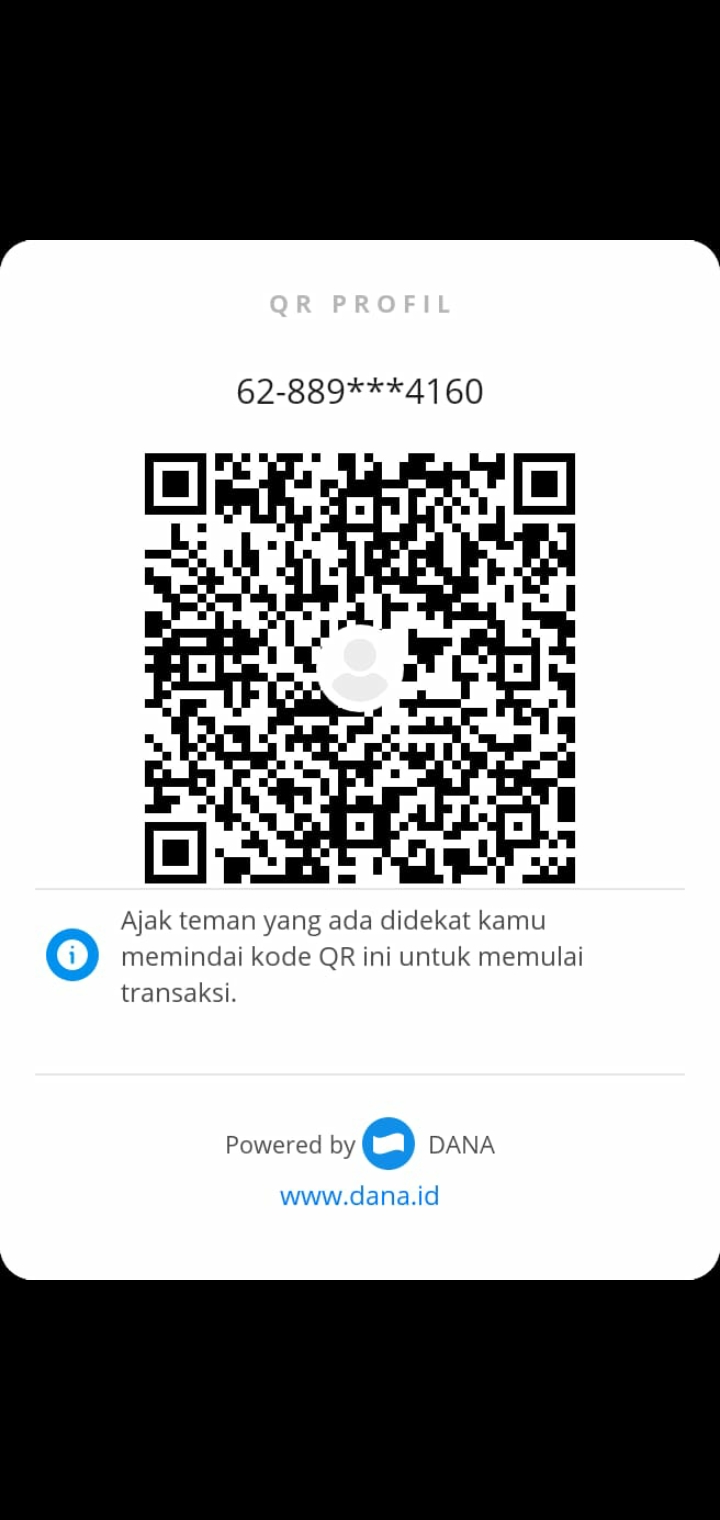 QR PROFIL
62-889***4160
Ajak teman yang ada didekat kamu
memindai kode QR ini untuk memulai
transaksi.
Powered by DANA
www.dana.id